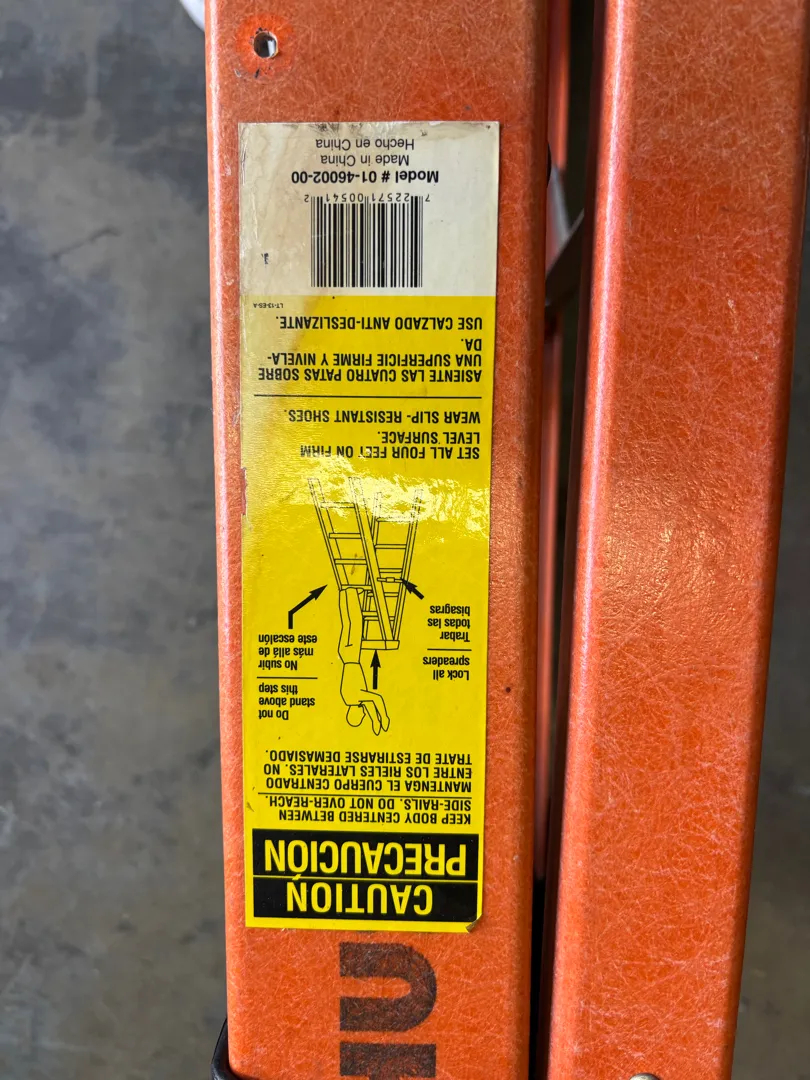 CAUTION
PRECAUCIÓN
KEEP BODY CENTERED BETWEEN
SIDE-RAILS. DO NOT OVER-REACH.
MANTENGA EL CUERPO CENTRADO
ENTRE LOS RIELES LATERALES. NO
TRATE DE ESTIRARSE DEMASIADO.
Do not
stand above
this step
No subir
más allá de
este escalón
Lock all
spreaders
Trabar
todas las
bisagras
SET ALL FOUR FEET ON FIRM
LEVEL SURFACE.
WEAR SLIP- RESISTANT SHOES.
ASIENTE LAS CUATRO PATAS SOBRE
UNA SUPERFICIE FIRME Y NIVELA-
DA.
USE CALZADO ANTI-DESLIZANTE.
LT-13-ES-A
7 22571 00541 2
Model # 01-46002-00
Made in China
Hecho en China